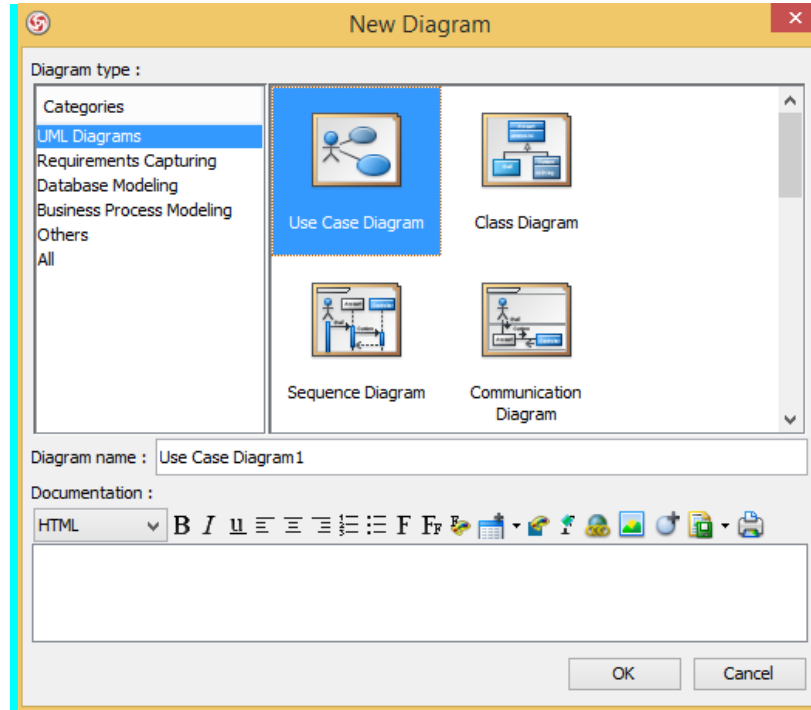 New Diagram
Diagram type :
Categories
UML Diagrams
Requirements Capturing
Database Modeling
Business Process Modeling
Others
All
Use Case Diagram
Class Diagram
Sequence Diagram
Communication
Diagram
Diagram name : Use Case Diagram1
Documentation :
HTML B I u F FF
OK Cancel